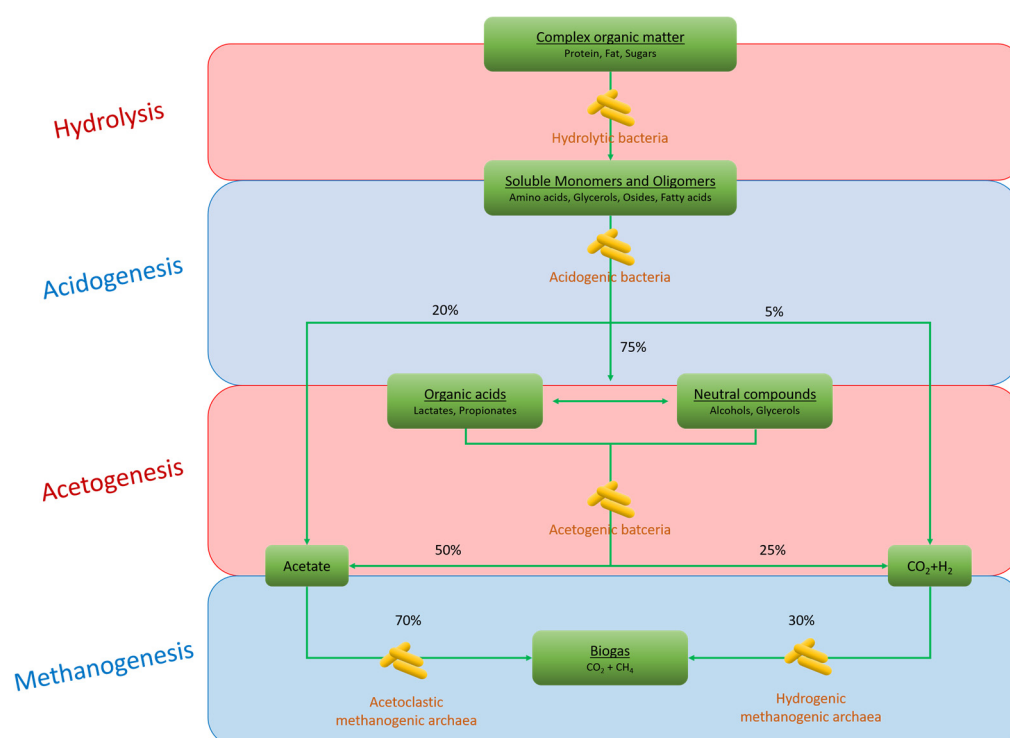 Complex organic matter
Protein, Fat, Sugars
Hydrolysis
Hydrolytic bacteria
Soluble Monomers and Oligomers
Amino acids, Glycerols, Osides, Fatty acids
Acidogenesis
Acidogenic bacteria
20%
5%
75%
Organic acids
Lactates, Propionates
Neutral compounds
Alcohols, Glycerols
Acetogenesis
Acetogenic batceria
50%
25%
Acetate
CO₂+H₂
Methanogenesis
70%
30%
Biogas
CO₂ + CH₄
Acetoclastic
methanogenic archaea
Hydrogenic
methanogenic archaea